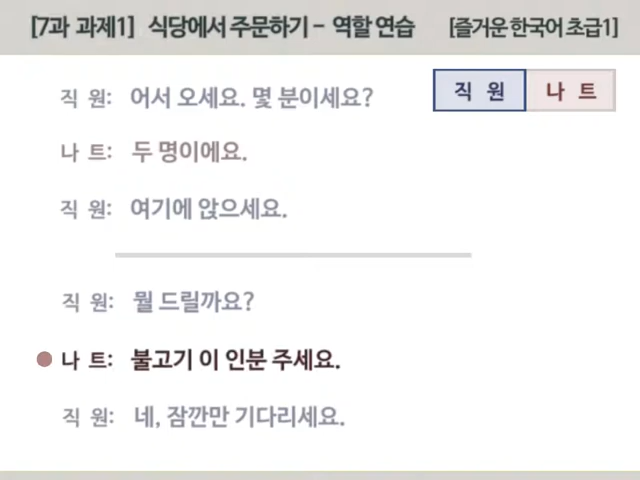 [7과 과제1] 식당에서 주문하기 – 역할 연습 [즐거운 한국어 초급1]
직 원 나 트
직 원: 어서 오세요. 몇 분이세요?
나 트: 두 명이에요.
직 원: 여기에 앉으세요.
직 원: 뭘 드릴까요?
나 트: 불고기 이 인분 주세요.
직 원: 네, 잠깐만 기다리세요.